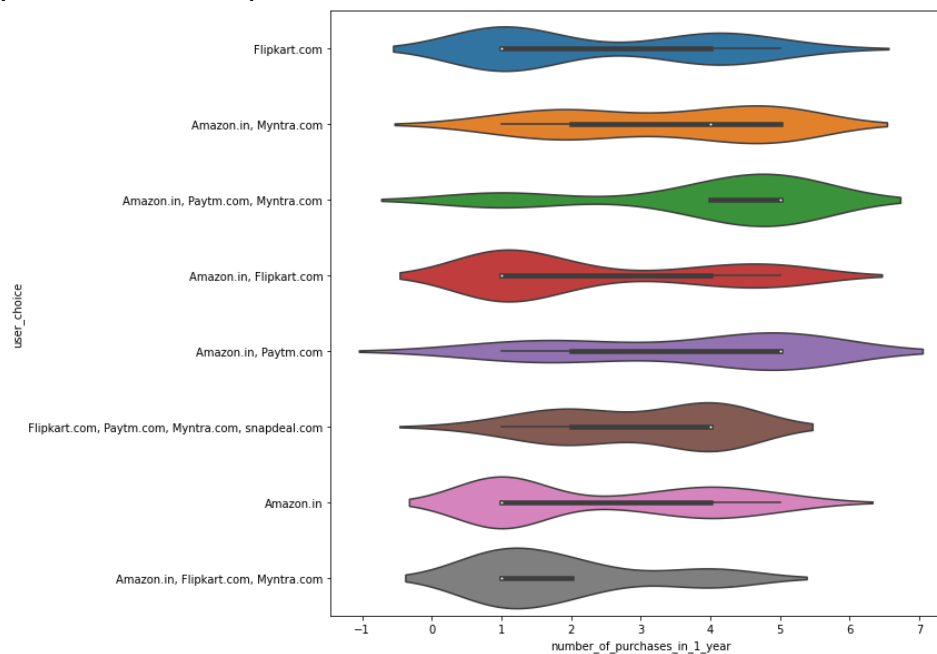 Flipkart.com
Amazon.in, Myntra.com
Amazon.in, Paytm.com, Myntra.com
Amazon.in, Flipkart.com
user_choice
Amazon.in, Paytm.com
Flipkart.com, Paytm.com, Myntra.com, snapdeal.com
Amazon.in
Amazon.in, Flipkart.com, Myntra.com
−1 0 1 2 3 4 5 6 7
number_of_purchases_in_1_year